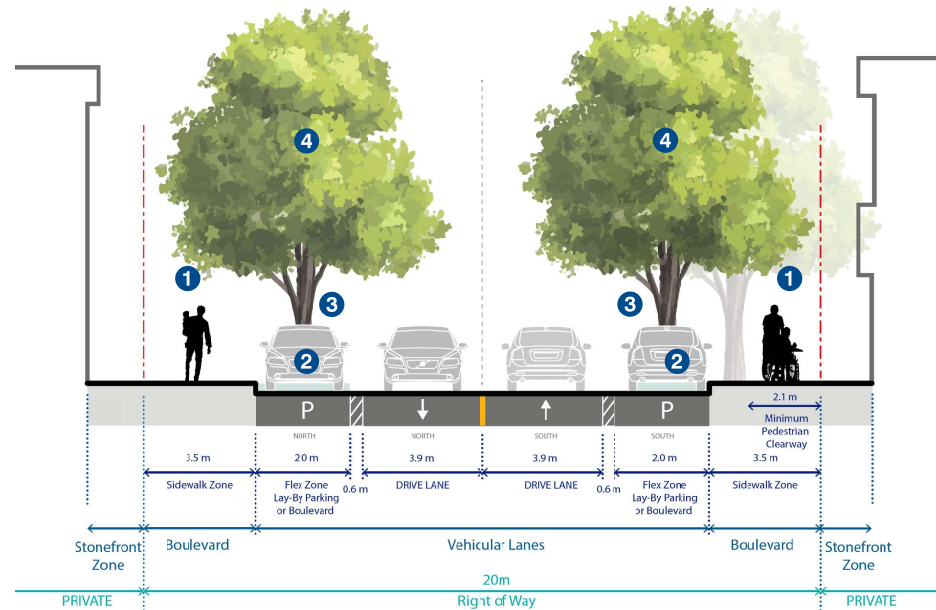 4
4
1
1
3
3
2
2
P
P
2.1 m
Minimum
Pedestrian
Clearway
NORTH
NORTH
SOUTH
SOUTH
3.5 m
20 m
0.6 m
3.9 m
3.9 m
0.6 m
2.0 m
3.5 m
Sidewalk Zone
Flex Zone
Lay-By Parking
or Boulevard
DRIVE LANE
DRIVE LANE
Flex Zone
Lay-By Parking
or Boulevard
Sidewalk Zone
Stonefront
Zone
Boulevard
Vehicular Lanes
Boulevard
Stonefront
Zone
20m
PRIVATE
Right of Way
PRIVATE